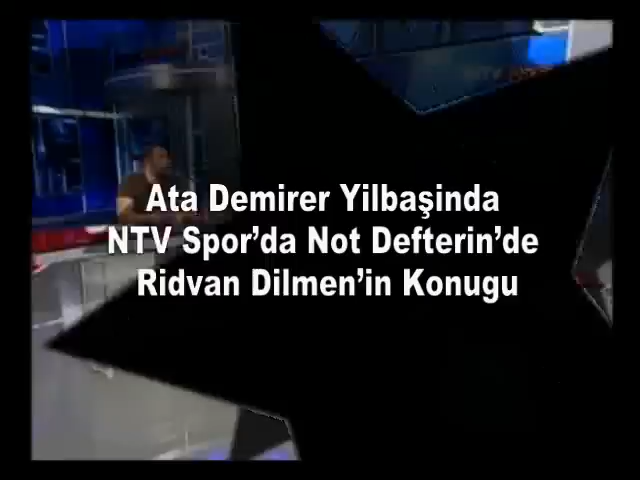 Ata Demirer Yilbaşinda
NTV Spor’da Not Defterin’de
Ridvan Dilmen’in Konugu